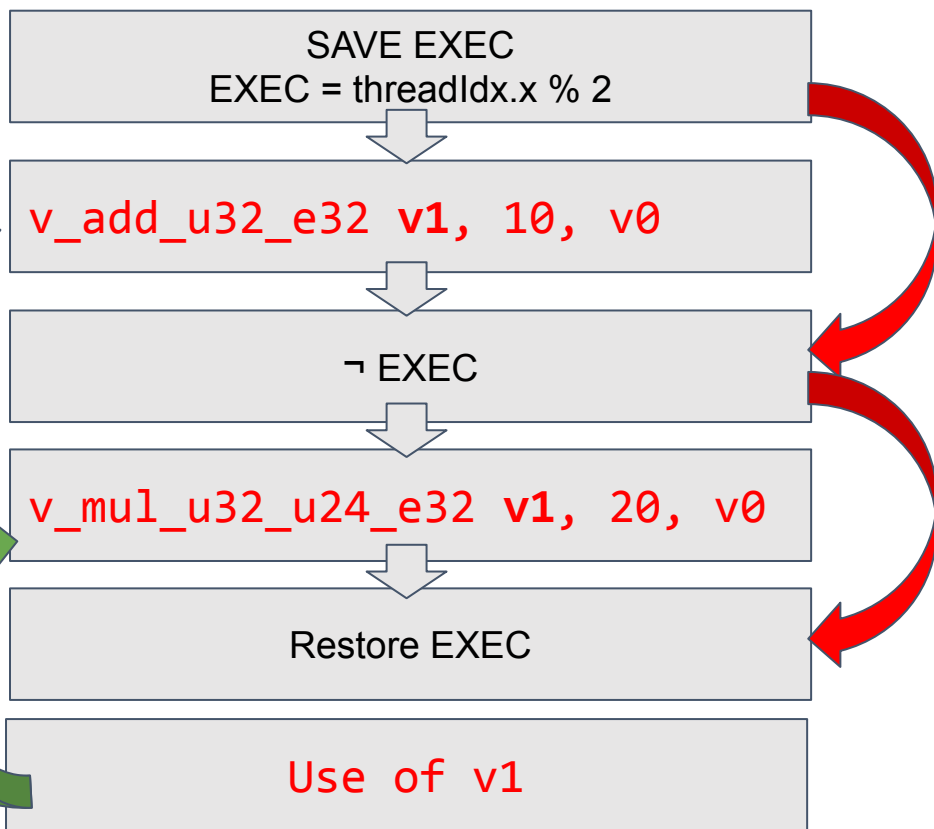 SAVE EXEC
EXEC = threadIdx.x % 2
v_add_u32_e32 v1, 10, v0
¬ EXEC
v_mul_u32_u24_e32 v1, 20, v0
Restore EXEC
Use of v1